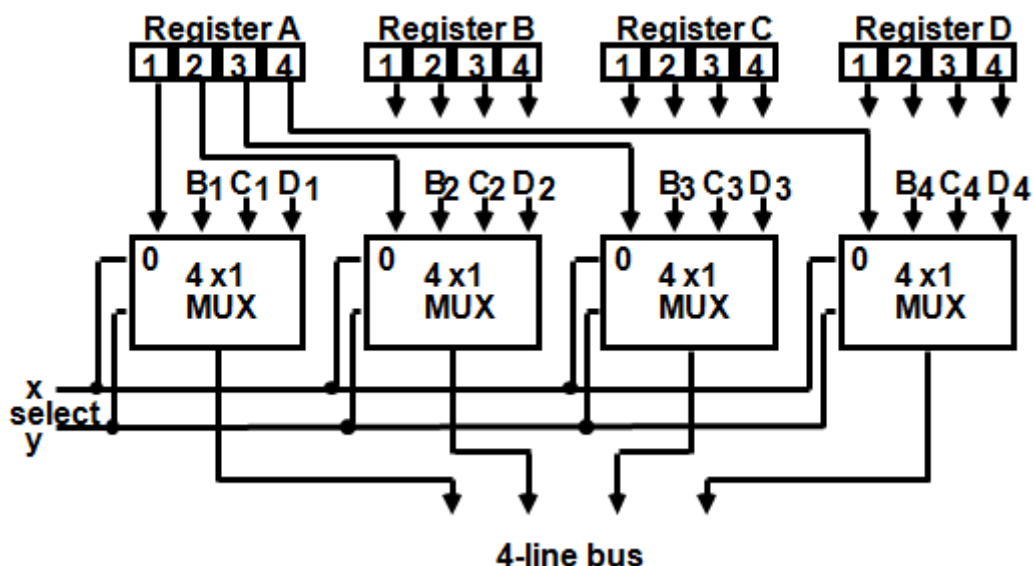 Register A Register B Register C Register D
1 2 3 4 1 2 3 4 1 2 3 4 1 2 3 4
B1 C1 D1 B2 C2 D2 B3 C3 D3 B4 C4 D4
0 0 0 0
4 x1 4 x1 4 x1 4 x1
MUX MUX MUX MUX
x
select
y
4-line bus